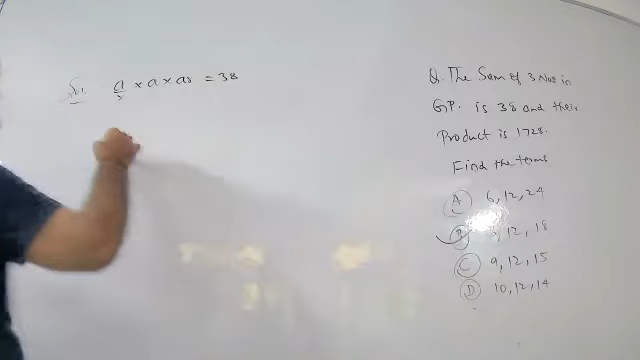 Sol. a/r × a × ar = 38
Q. The Sum of 3 Nos in
G.P. is 38 and their
Product is 1728.
Find the terms
A 6, 12, 24
B 8, 12, 18
C 9, 12, 15
D 10, 12, 14